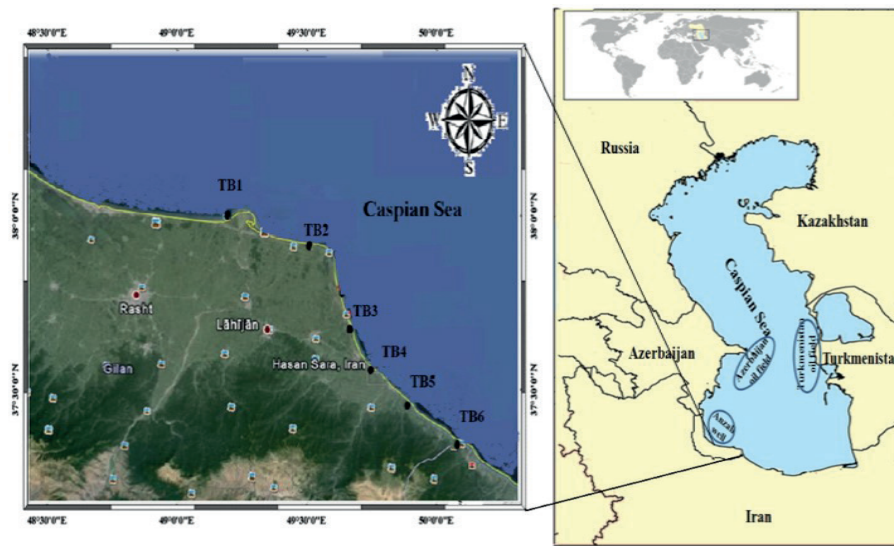 48°30'0"E 49°0'0"E 49°30'0"E 50°0'0"E
N
W E
S
TB1
Caspian Sea
TB2
38°0'0"N
38°0'0"N
Rasht
TB3
Lāhījān
TB4
Gilan
Hasan Sara, Iran
TB5
37°30'0"N
37°30'0"N
TB6
48°30'0"E 49°0'0"E 49°30'0"E 50°0'0"E
Russia
Kazakhstan
Caspian Sea
Azerbaijan
Azerbaijan
oil field
Turkmenistan
oil field
Turkmenista
Anzali
well
Iran